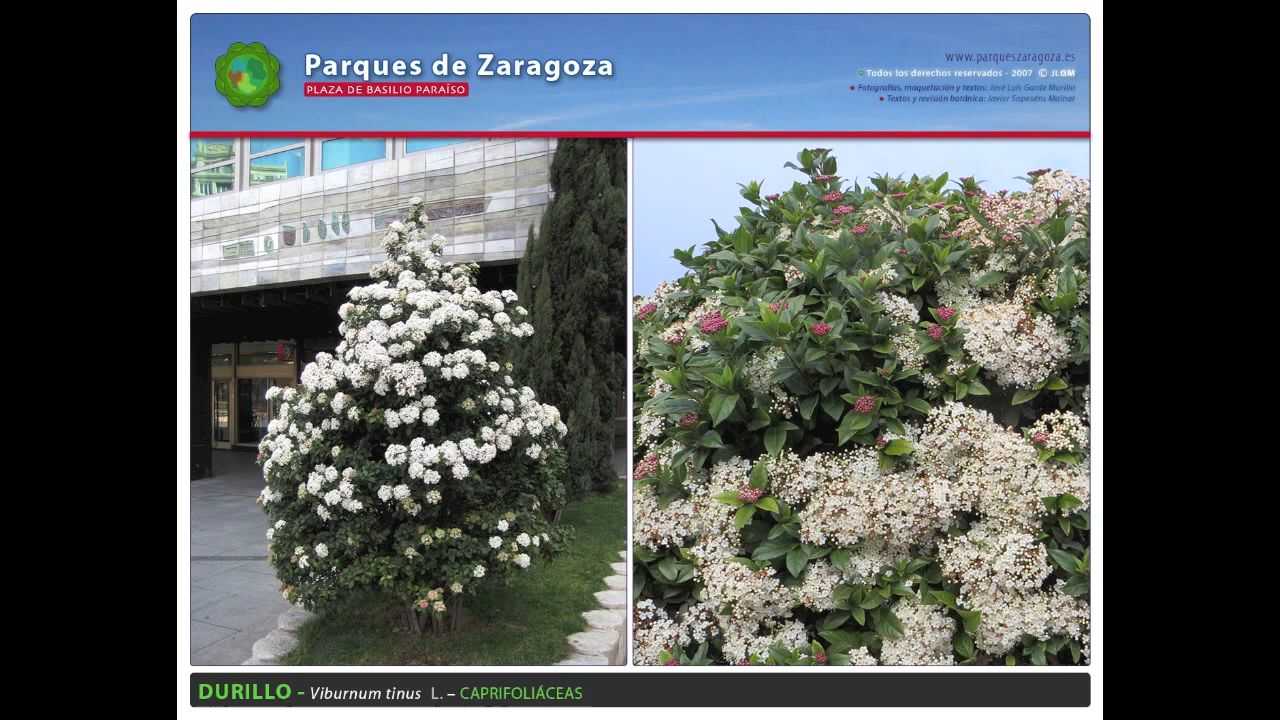 Parques de Zaragoza
PLAZA DE BASILIO PARAÍSO
www.parqueszaragoza.es
Todos los derechos reservados - 2007 © JLGM
Fotografías, maquetación y textos: José Luis Garde Murillo
Textos y revisión botánica: Javier Sopeséns Mainar
DURILLO - Viburnum tinus L. – CAPRIFOLIÁCEAS